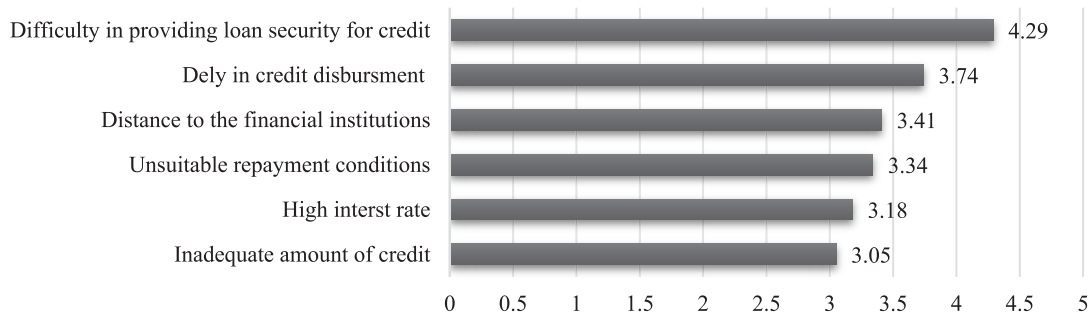 Difficulty in providing loan security for credit 4.29
Dely in credit disbursment 3.74
Distance to the financial institutions 3.41
Unsuitable repayment conditions 3.34
High interst rate 3.18
Inadequate amount of credit 3.05
0 0.5 1 1.5 2 2.5 3 3.5 4 4.5 5